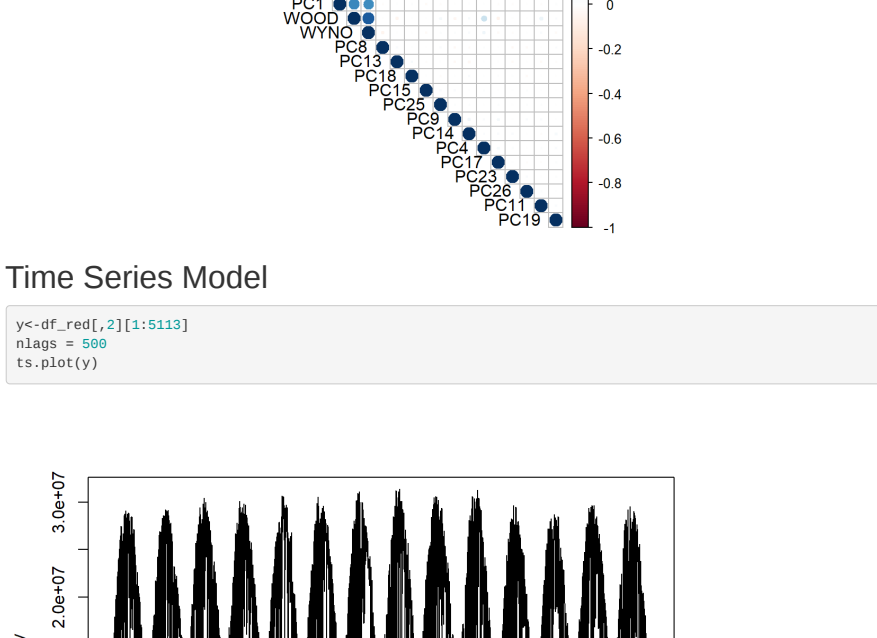 PC1
0
WOOD
WYNO
-0.2
PC8
PC13
PC18
PC15
-0.4
PC25
PC9
PC14
-0.6
PC4
PC17
PC23
-0.8
PC26
PC11
PC19
-1
Time Series Model
y<-df_red[,2][1:5113]
nlags = 500
ts.plot(y)
3.0e+07
2.0e+07